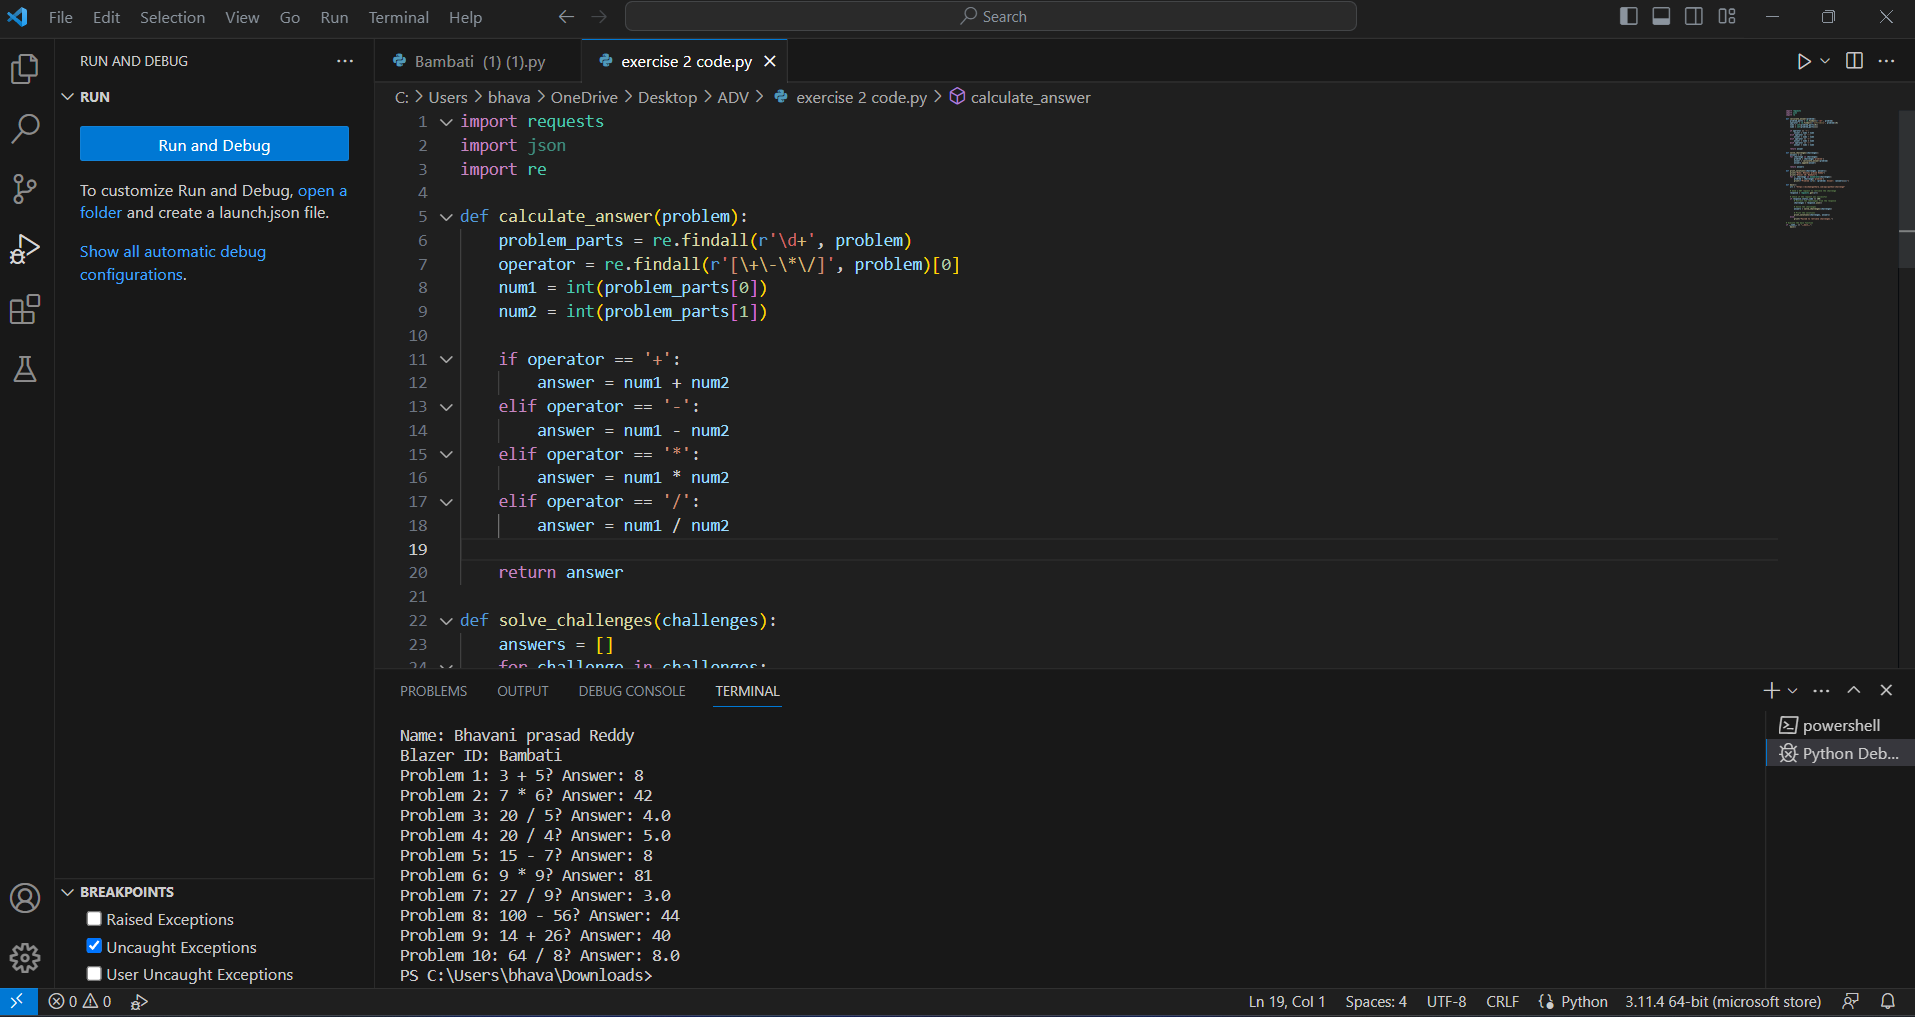 File Edit Selection View Go Run Terminal Help
Search
RUN AND DEBUG
RUN
Run and Debug
To customize Run and Debug, open a
folder and create a launch.json file.
Show all automatic debug
configurations.
BREAKPOINTS
Raised Exceptions
Uncaught Exceptions
User Uncaught Exceptions
Bambati (1) (1).py
exercise 2 code.py
C: > Users > bhava > OneDrive > Desktop > ADV > exercise 2 code.py > calculate_answer
1 import requests
2 import json
3 import re
4
5 def calculate_answer(problem):
6     problem_parts = re.findall(r'\d+', problem)
7     operator = re.findall(r'[\+\-\*\/]', problem)[0]
8     num1 = int(problem_parts[0])
9     num2 = int(problem_parts[1])
10
11     if operator == '+':
12         answer = num1 + num2
13     elif operator == '-':
14         answer = num1 - num2
15     elif operator == '*':
16         answer = num1 * num2
17     elif operator == '/':
18         answer = num1 / num2
19
20     return answer
21
22 def solve_challenges(challenges):
23     answers = []
24     for challenge in challenges:
PROBLEMS OUTPUT DEBUG CONSOLE TERMINAL
Name: Bhavani prasad Reddy
Blazer ID: Bambati
Problem 1: 3 + 5? Answer: 8
Problem 2: 7 * 6? Answer: 42
Problem 3: 20 / 5? Answer: 4.0
Problem 4: 20 / 4? Answer: 5.0
Problem 5: 15 - 7? Answer: 8
Problem 6: 9 * 9? Answer: 81
Problem 7: 27 / 9? Answer: 3.0
Problem 8: 100 - 56? Answer: 44
Problem 9: 14 + 26? Answer: 40
Problem 10: 64 / 8? Answer: 8.0
PS C:\Users\bhava\Downloads>
powershell
Python Deb...
0 0
Ln 19, Col 1 Spaces: 4 UTF-8 CRLF Python 3.11.4 64-bit (microsoft store)